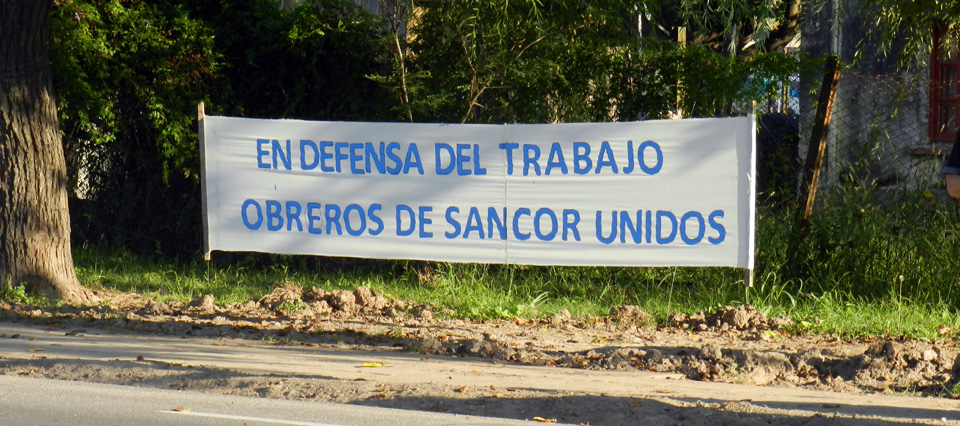 EN DEFENSA DEL TRABAJO
OBREROS DE SANCOR UNIDOS